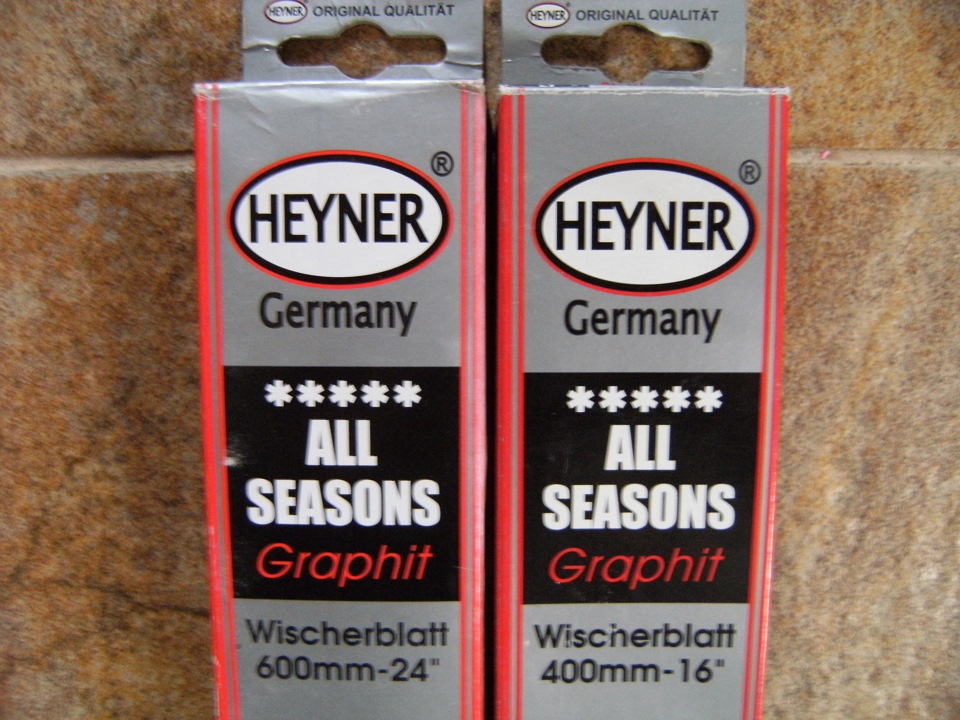 HEYNER ORIGINAL QUALITÄT
HEYNER®
Germany
*****
ALL
SEASONS
Graphit
Wischerblatt
600mm-24"
HEYNER® ORIGINAL QUALITÄT
HEYNER®
Germany
*****
ALL
SEASONS
Graphit
Wischerblatt
400mm-16"